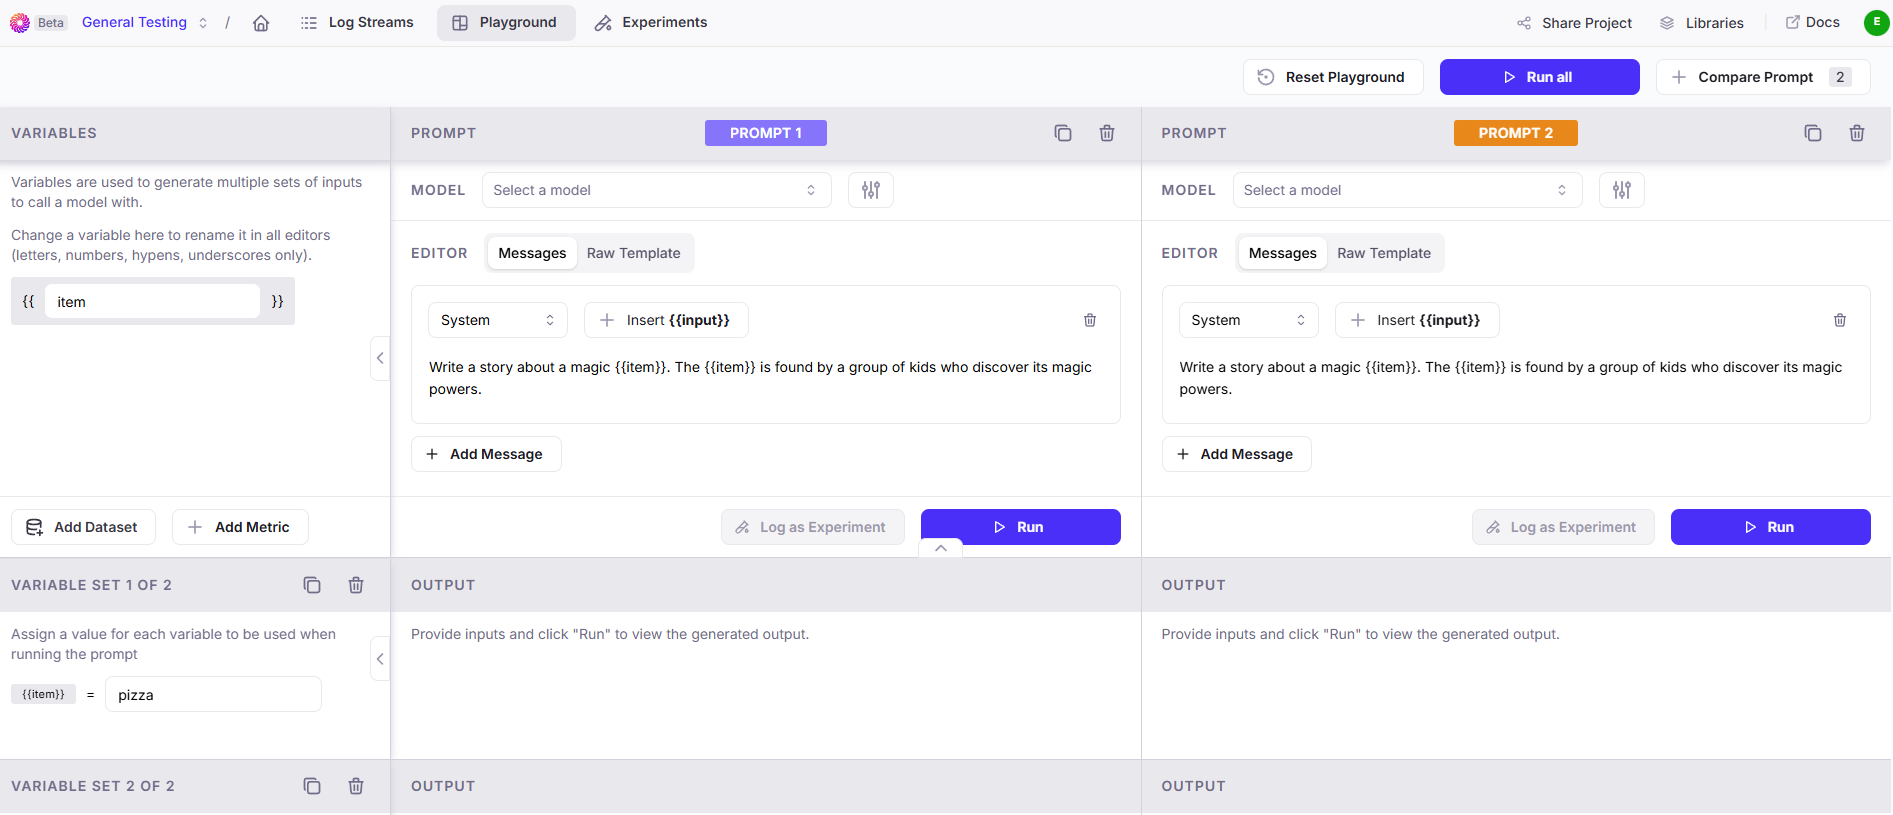 Beta General Testing / Log Streams Playground Experiments Share Project Libraries Docs E
Reset Playground Run all Compare Prompt 2
VARIABLES
Variables are used to generate multiple sets of inputs
to call a model with.
Change a variable here to rename it in all editors
(letters, numbers, hypens, underscores only).
{{ item }}
Add Dataset Add Metric
PROMPT PROMPT 1
MODEL Select a model
EDITOR Messages Raw Template
System Insert {{input}}
Write a story about a magic {{item}}. The {{item}} is found by a group of kids who discover its magic
powers.
Add Message
Log as Experiment Run
PROMPT PROMPT 2
MODEL Select a model
EDITOR Messages Raw Template
System Insert {{input}}
Write a story about a magic {{item}}. The {{item}} is found by a group of kids who discover its magic
powers.
Add Message
Log as Experiment Run
VARIABLE SET 1 OF 2
Assign a value for each variable to be used when
running the prompt
{{item}} = pizza
OUTPUT
Provide inputs and click "Run" to view the generated output.
OUTPUT
Provide inputs and click "Run" to view the generated output.
VARIABLE SET 2 OF 2
OUTPUT
OUTPUT